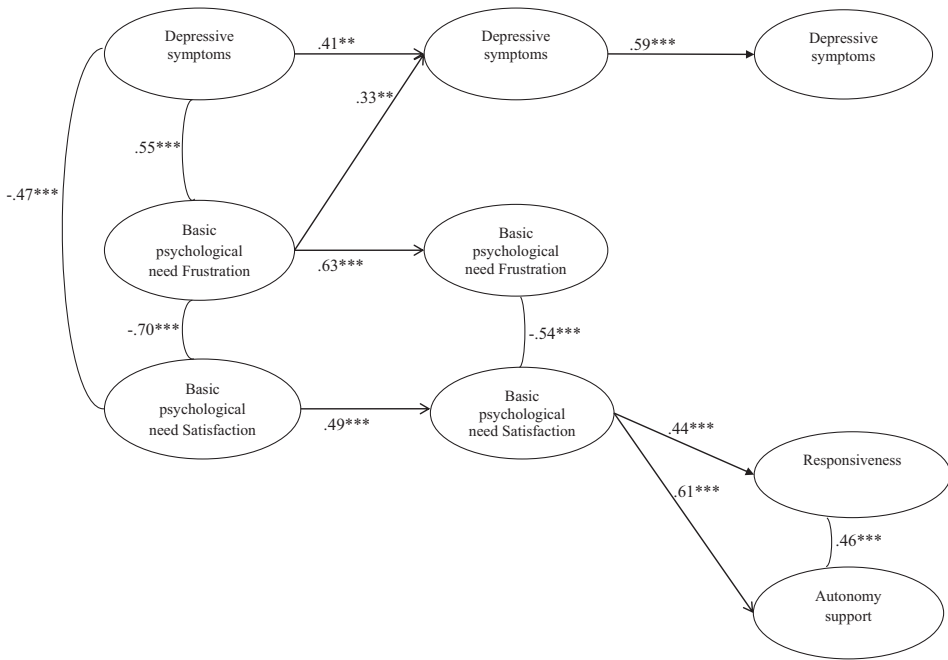 Depressive
symptoms
.41**
Depressive
symptoms
.59***
Depressive
symptoms
.33**
.55***
-.47***
Basic
psychological
need Frustration
.63***
Basic
psychological
need Frustration
-.70***
-.54***
Basic
psychological
need Satisfaction
.49***
Basic
psychological
need Satisfaction
.44***
Responsiveness
.61***
.46***
Autonomy
support